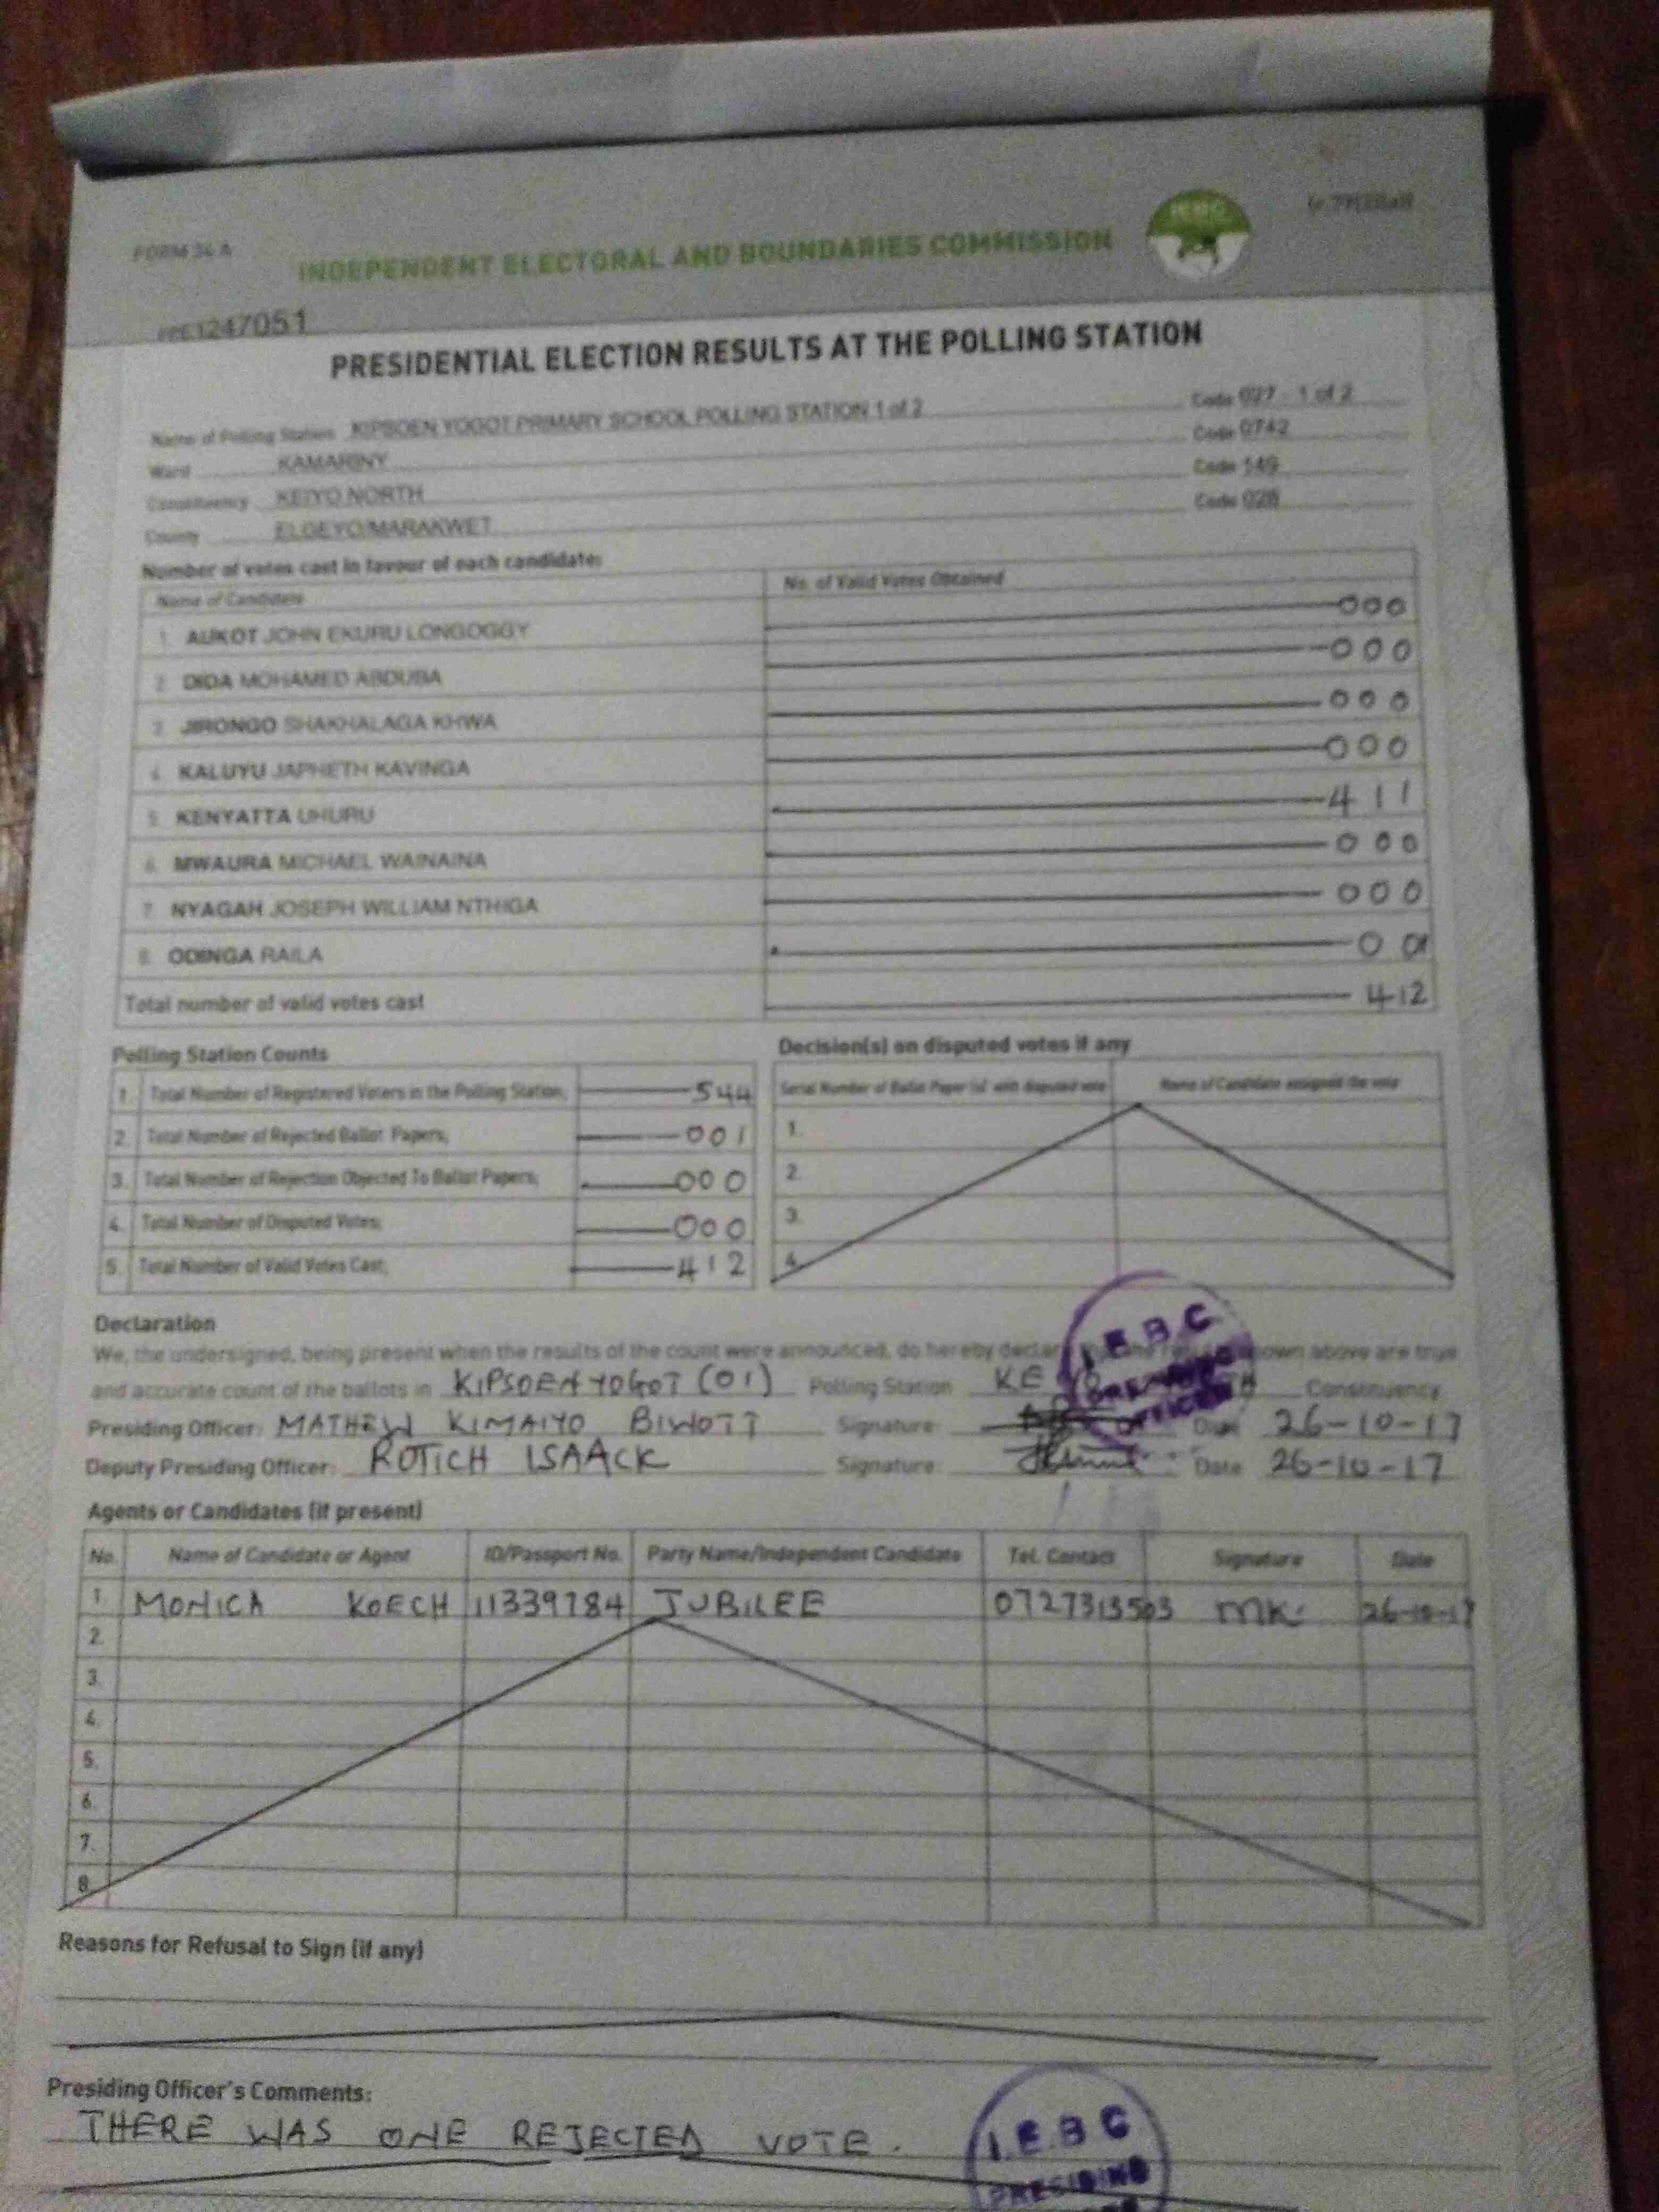 FORM 34 A
INDEPENDENT ELECTORAL AND BOUNDARIES COMMISSION
IEBC
1247051
PRESIDENTIAL ELECTION RESULTS AT THE POLLING STATION
Name of Polling Station KIPSOEN YOGOT PRIMARY SCHOOL POLLING STATION 1 of 2 Code 027 - 1 of 2
Ward KAMARINY Code 0742
Constituency KEIYO NORTH Code 149
County ELGEYO/MARAKWET Code 028
Number of votes cast in favour of each candidate:
Name of Candidate No. of Valid Votes Obtained
1. AUKOT JOHN EKURU LONGOGGY 000
2. DIDA MOHAMED ABDUBA 000
3. JIRONGO SHAKHALAGA KHWA 000
4. KALUYU JAPHETH KAVINGA 000
5. KENYATTA UHURU 411
6. MWAURA MICHAEL WAINAINA 000
7. NYAGAH JOSEPH WILLIAM NTHIGA 000
8. ODINGA RAILA 001
Total number of valid votes cast 412
Polling Station Counts
1. Total Number of Registered Voters in the Polling Station; 544
2. Total Number of Rejected Ballot Papers; 001
3. Total Number of Rejection Objected To Ballot Papers; 000
4. Total Number of Disputed Votes; 000
5. Total Number of Valid Votes Cast; 412
Decision(s) on disputed votes if any
Serial Number of Ballot Paper (s) with disputed vote Name of Candidate assigned the vote
1.
2.
3.
4.
Declaration
We, the undersigned, being present when the results of the count were announced, do hereby declare that the results shown above are true
and accurate count of the ballots in KIPSOEN YOGOT (01) Polling Station KEIYO NORTH Constituency
Presiding Officer: MATHEW KIMAIYO BIWOTT Signature: Date 26-10-17
Deputy Presiding Officer: ROTICH ISAACK Signature: Date 26-10-17
I.E.B.C PRESIDING OFFICER
Agents or Candidates (if present)
No. Name of Candidate or Agent ID/Passport No. Party Name/Independent Candidate Tel. Contact Signature Date
1 MONICA KOECH 11339784 JUBILEE 0727313503 MK. 26-10-17
2.
3.
4.
5.
6.
7.
8.
Reasons for Refusal to Sign (if any)
Presiding Officer's Comments:
THERE WAS ONE REJECTED VOTE.
I.E.B.C
PRESIDING